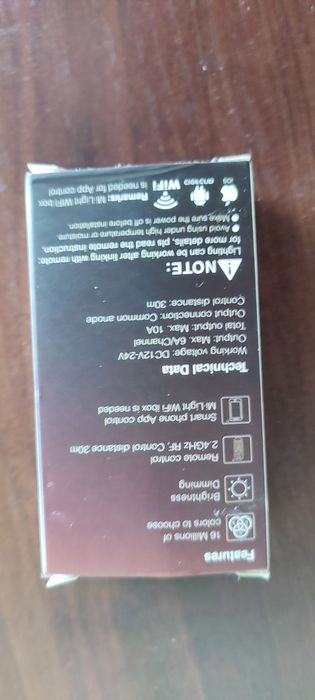 Features
16 Millions of
colors to choose
Brightness
Dimming
Remote control
2.4GHz RF, Control distance 30m
Smart phone App control
Mi-Light WiFi ibox is needed
Technical Data
Working voltage: DC12V-24V
Output: Max. 6A/Channel
Total output: Max. 10A
Output: connection: Common anode
Control distance: 30m
NOTE:
Lighting can be working after linking with remote:
for more details, pls read the remote instruction.
● Avoid using under high temperature or moisture
● Make sure the power is off before installation.
iOS ANDROID WIFI
Remarks: Mi·Light WiFi box
is needed for App control